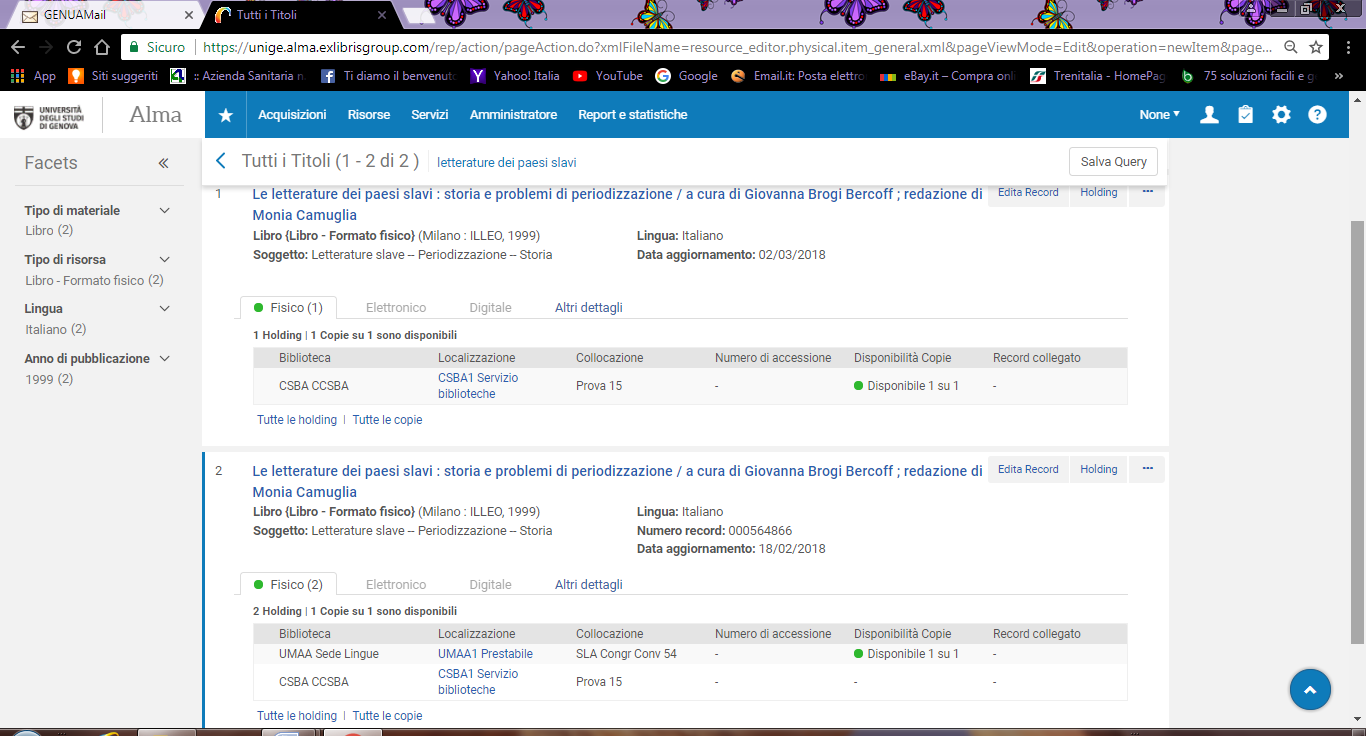 GENUAMail
Tutti i Titoli
Sicuro
https://unige.alma.exlibrisgroup.com/rep/action/pageAction.do?xmlFileName=resource_editor.physical.item_general.xml&pageViewMode=Edit&operation=newItem&page...
App
Siti suggeriti
:: Azienda Sanitaria n.
Ti diamo il benvenuto
Yahoo! Italia
YouTube
Google
Email.it: Posta elettro
eBay.it – Compra onli
Trenitalia - HomePag
75 soluzioni facili e g
UNIVERSITÀ
DEGLI STUDI
DI GENOVA
Alma
Acquisizioni
Risorse
Servizi
Amministratore
Report e statistiche
None
Facets
Tipo di materiale
Libro (2)
Tipo di risorsa
Libro - Formato fisico (2)
Lingua
Italiano (2)
Anno di pubblicazione
1999 (2)
Tutti i Titoli (1 - 2 di 2 )
letterature dei paesi slavi
Salva Query
1
Le letterature dei paesi slavi : storia e problemi di periodizzazione / a cura di Giovanna Brogi Bercoff ; redazione di
Monia Camuglia
Edita Record
Holding
...
Libro {Libro - Formato fisico} (Milano : ILLEO, 1999)
Lingua: Italiano
Soggetto: Letterature slave -- Periodizzazione -- Storia
Data aggiornamento: 02/03/2018
Fisico (1)
Elettronico
Digitale
Altri dettagli
1 Holding | 1 Copie su 1 sono disponibili
Biblioteca Localizzazione Collocazione Numero di accessione Disponibilità Copie Record collegato
CSBA CCSBA CSBA1 Servizio biblioteche Prova 15 - Disponibile 1 su 1 -
Tutte le holding | Tutte le copie
2
Le letterature dei paesi slavi : storia e problemi di periodizzazione / a cura di Giovanna Brogi Bercoff ; redazione di
Monia Camuglia
Edita Record
Holding
...
Libro {Libro - Formato fisico} (Milano : ILLEO, 1999)
Lingua: Italiano
Soggetto: Letterature slave -- Periodizzazione -- Storia
Numero record: 000564866
Data aggiornamento: 18/02/2018
Fisico (2)
Elettronico
Digitale
Altri dettagli
2 Holding | 1 Copie su 1 sono disponibili
Biblioteca Localizzazione Collocazione Numero di accessione Disponibilità Copie Record collegato
UMAA Sede Lingue UMAA1 Prestabile SLA Congr Conv 54 - Disponibile 1 su 1 -
CSBA CCSBA CSBA1 Servizio biblioteche Prova 15 - - -
Tutte le holding | Tutte le copie